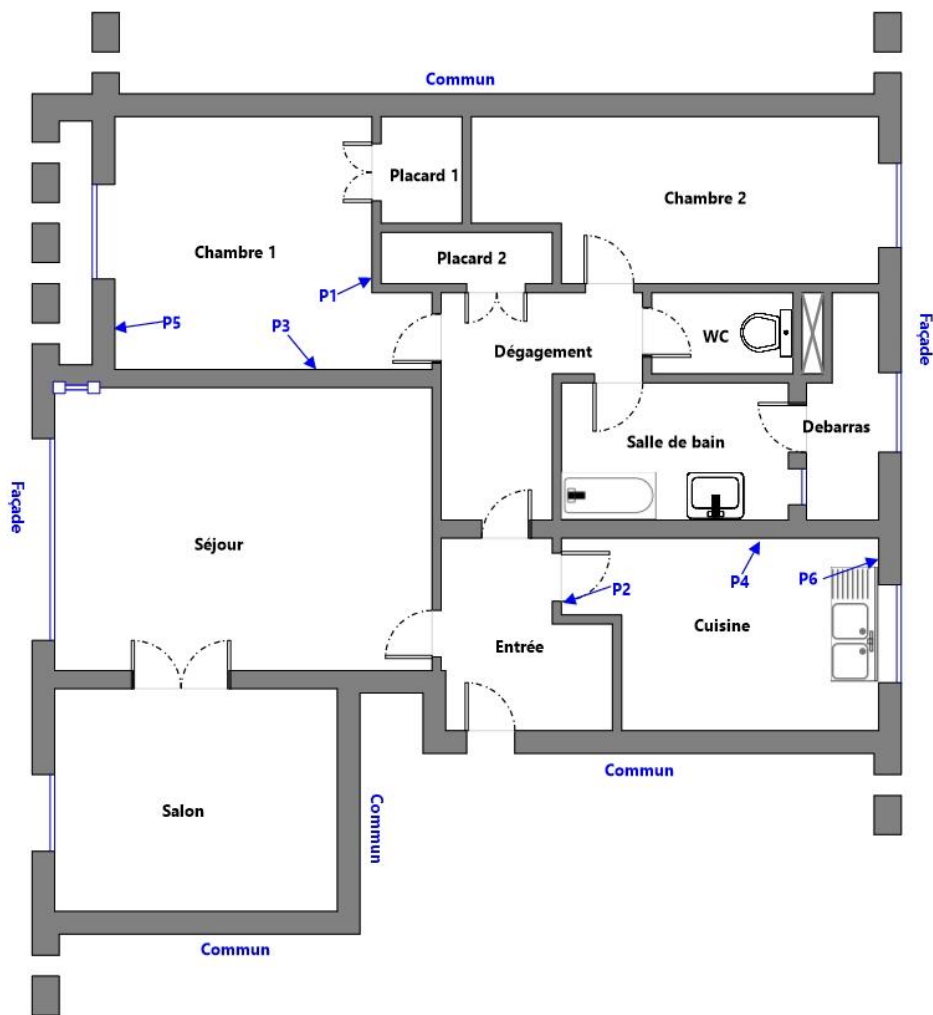 Commun
Placard 1
Chambre 2
Chambre 1
Placard 2
P1
P5
P3
WC
Façade
Dégagement
Debarras
Salle de bain
Façade
Séjour
P4
P6
P2
Cuisine
Entrée
Commun
Salon
Commun
Commun